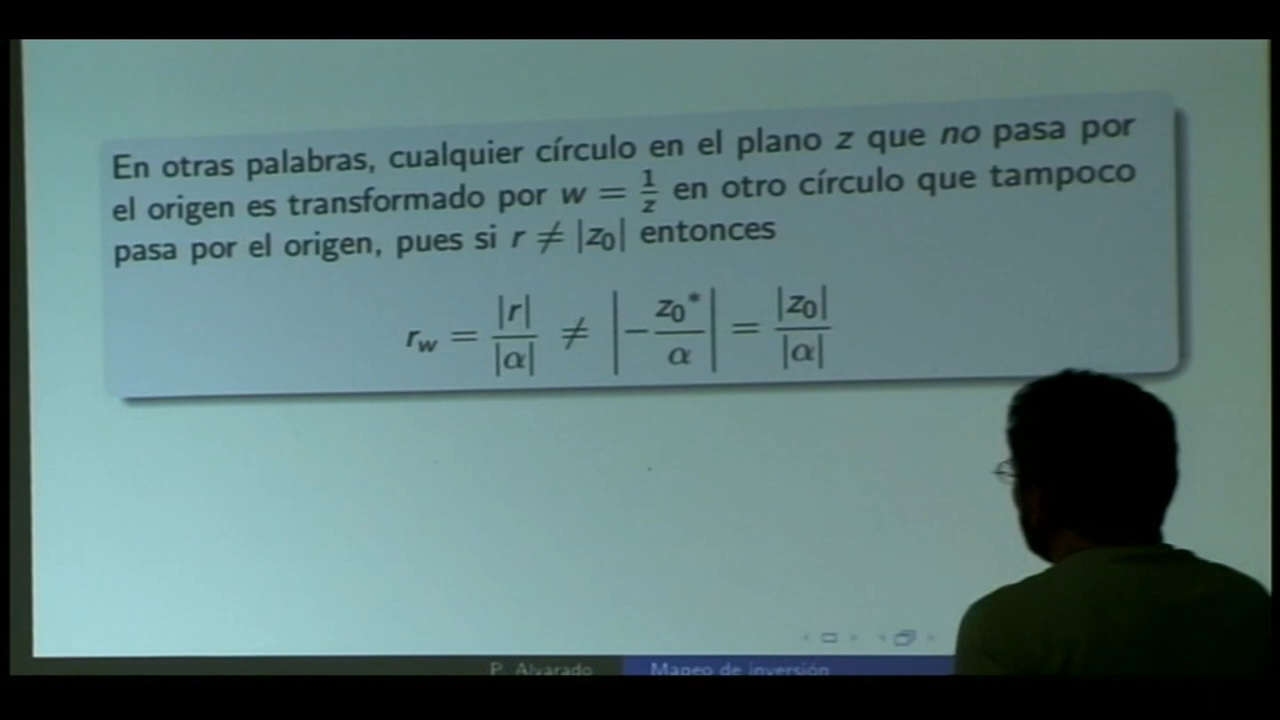 En otras palabras, cualquier círculo en el plano z que no pasa por
el origen es transformado por w = 1/z en otro círculo que tampoco
pasa por el origen, pues si r ≠ |z₀| entonces
r_w = |r|/|α| ≠ |−z₀*/α| = |z₀|/|α|
P. Alvarado Mapeo de inversión